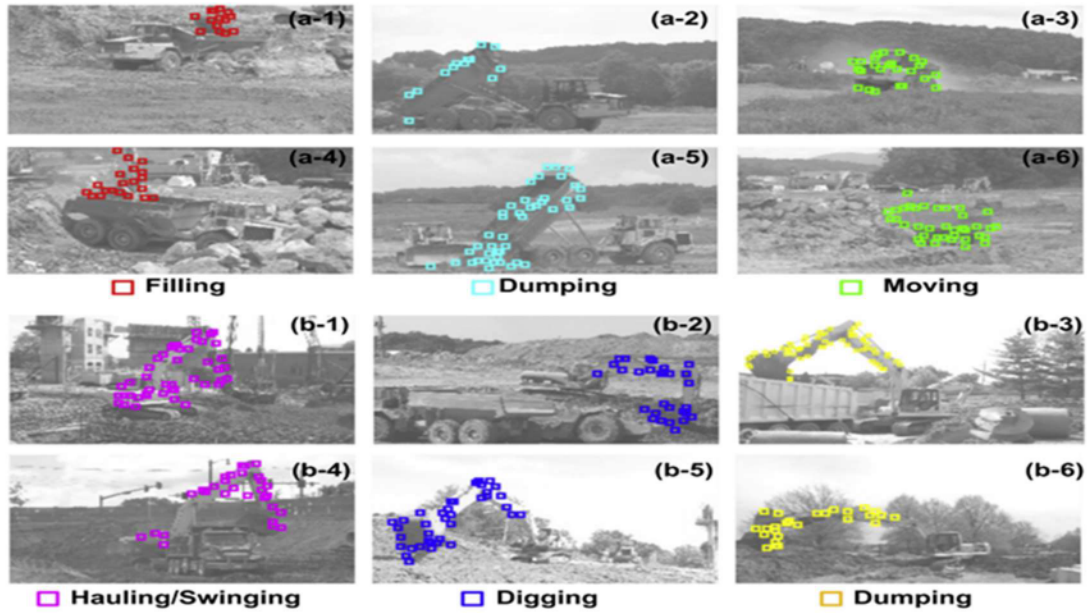 (a-1) (a-2) (a-3)
(a-4) (a-5) (a-6)
Filling Dumping Moving
(b-1) (b-2) (b-3)
(b-4) (b-5) (b-6)
Hauling/Swinging Digging Dumping